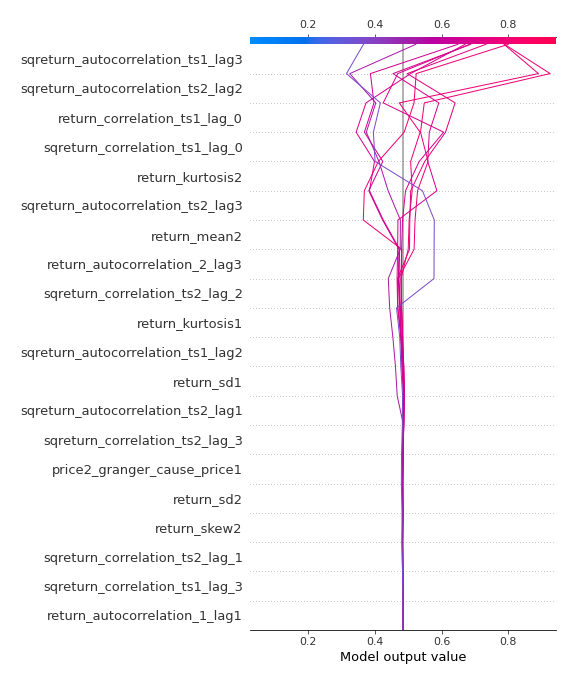 0.2 0.4 0.6 0.8
sqreturn_autocorrelation_ts1_lag3
sqreturn_autocorrelation_ts2_lag2
return_correlation_ts1_lag_0
sqreturn_correlation_ts1_lag_0
return_kurtosis2
sqreturn_autocorrelation_ts2_lag3
return_mean2
return_autocorrelation_2_lag3
sqreturn_correlation_ts2_lag_2
return_kurtosis1
sqreturn_autocorrelation_ts1_lag2
return_sd1
sqreturn_autocorrelation_ts2_lag1
sqreturn_correlation_ts2_lag_3
price2_granger_cause_price1
return_sd2
return_skew2
sqreturn_correlation_ts2_lag_1
sqreturn_correlation_ts1_lag_3
return_autocorrelation_1_lag1
0.2 0.4 0.6 0.8
Model output value